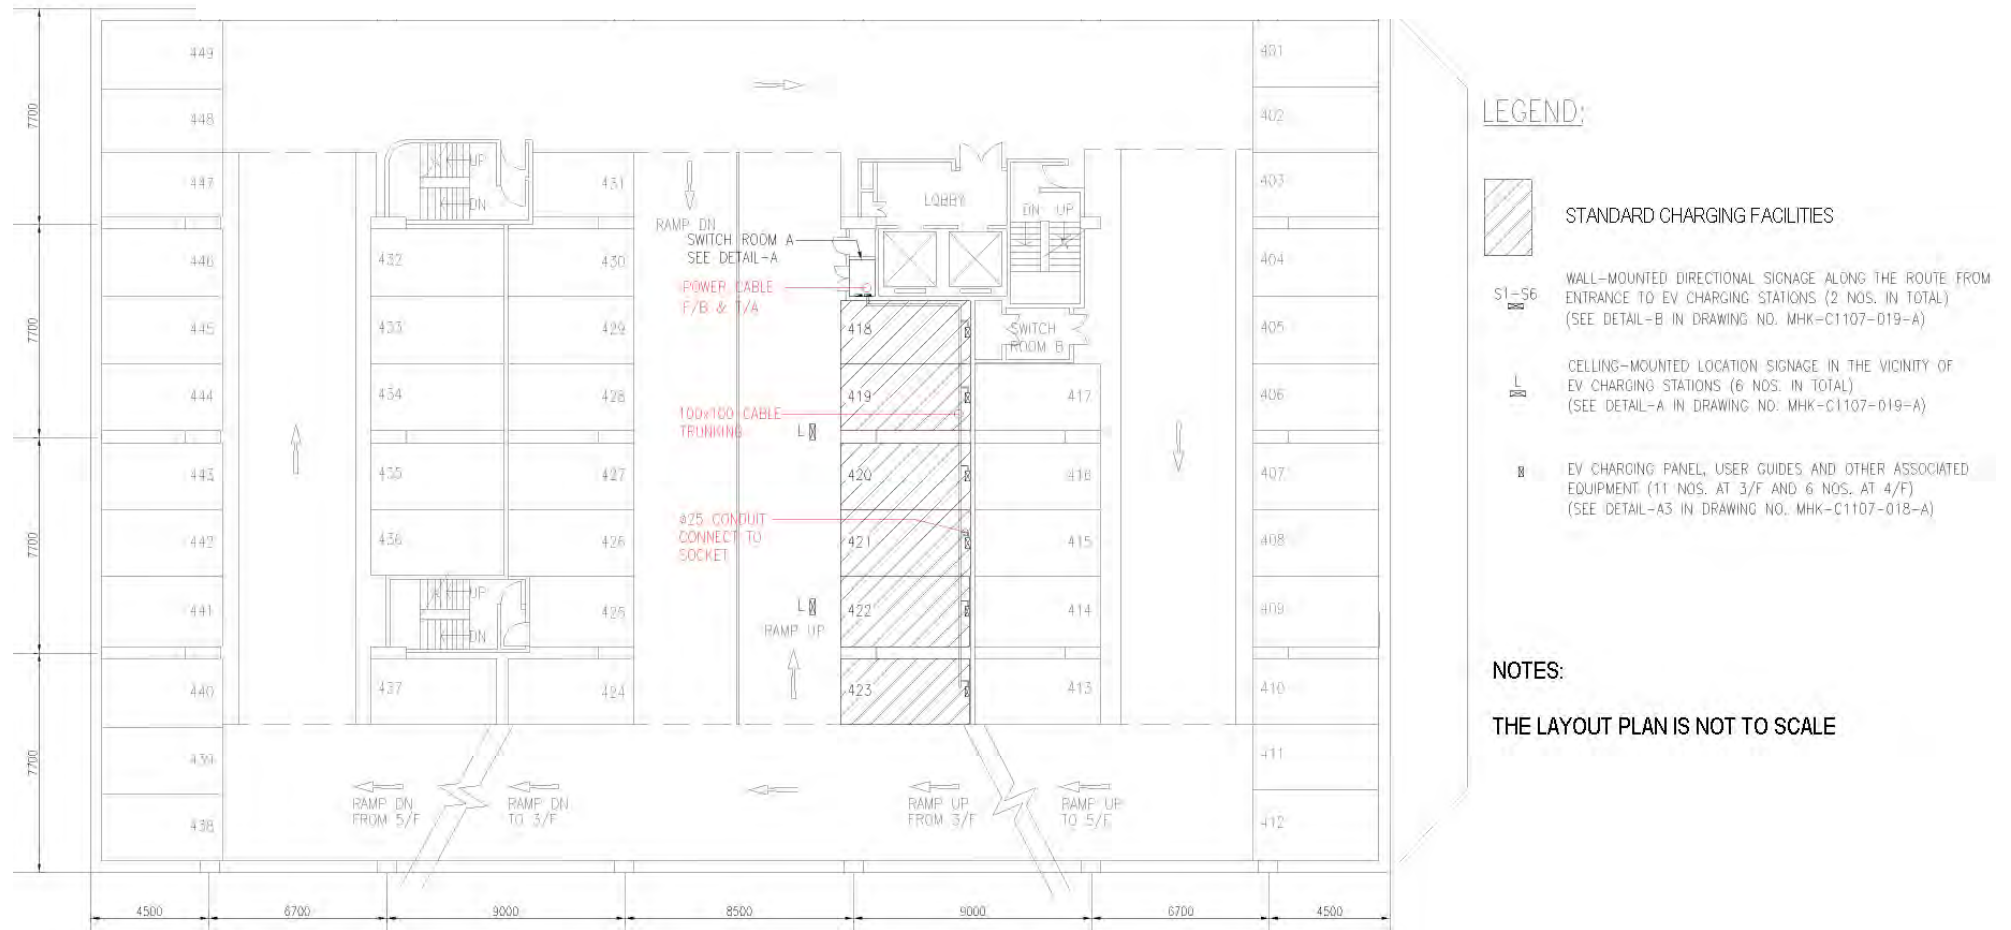 449
401
LEGEND:
7700
448
402
UP
447
431
403
LOBBY
DN
DN UP
STANDARD CHARGING FACILITIES
RAMP DN
SWITCH ROOM A
SEE DETAIL-A
446
432
430
404
POWER CABLE
F/B & T/A
S1-S6
WALL-MOUNTED DIRECTIONAL SIGNAGE ALONG THE ROUTE FROM
ENTRANCE TO EV CHARGING STATIONS (2 NOS. IN TOTAL)
(SEE DETAIL-B IN DRAWING NO. MHK-C1107-019-A)
7700
445
433
429
418
SWITCH
ROOM B
405
L
CELLING-MOUNTED LOCATION SIGNAGE IN THE VICINITY OF
EV CHARGING STATIONS (6 NOS. IN TOTAL)
(SEE DETAIL-A IN DRAWING NO. MHK-C1107-019-A)
444
434
428
419
417
406
100x100 CABLE
TRUNKING
L
443
435
427
420
416
407
EV CHARGING PANEL, USER GUIDES AND OTHER ASSOCIATED
EQUIPMENT (11 NOS. AT 3/F AND 6 NOS. AT 4/F)
(SEE DETAIL-A3 IN DRAWING NO. MHK-C1107-018-A)
7700
442
436
426
ø25 CONDUIT
CONNECT TO
SOCKET
421
415
408
UP
441
425
L
422
414
409
DN
RAMP UP
NOTES:
440
437
424
423
413
410
THE LAYOUT PLAN IS NOT TO SCALE
7700
439
411
RAMP DN
FROM 5/F
RAMP DN
TO 3/F
RAMP UP
FROM 3/F
RAMP UP
TO 5/F
438
412
4500
6700
9000
8500
9000
6700
4500